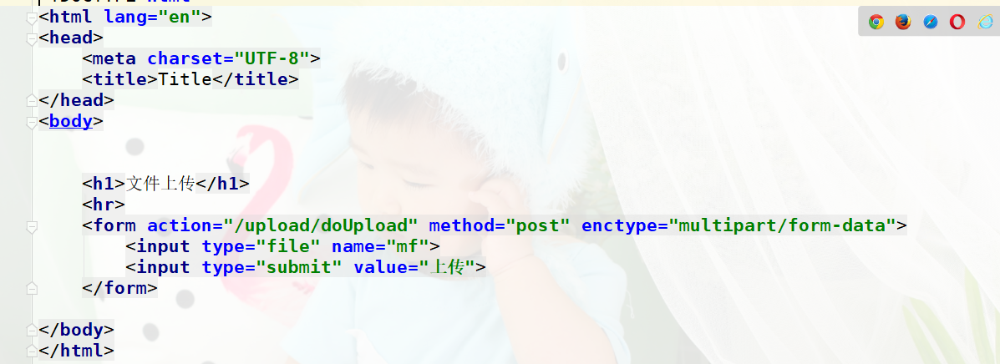 <html lang="en">
<head>
    <meta charset="UTF-8">
    <title>Title</title>
</head>
<body>
    <h1>文件上传</h1>
    <hr>
    <form action="/upload/doUpload" method="post" enctype="multipart/form-data">
        <input type="file" name="mf">
        <input type="submit" value="上传">
    </form>
</body>
</html>